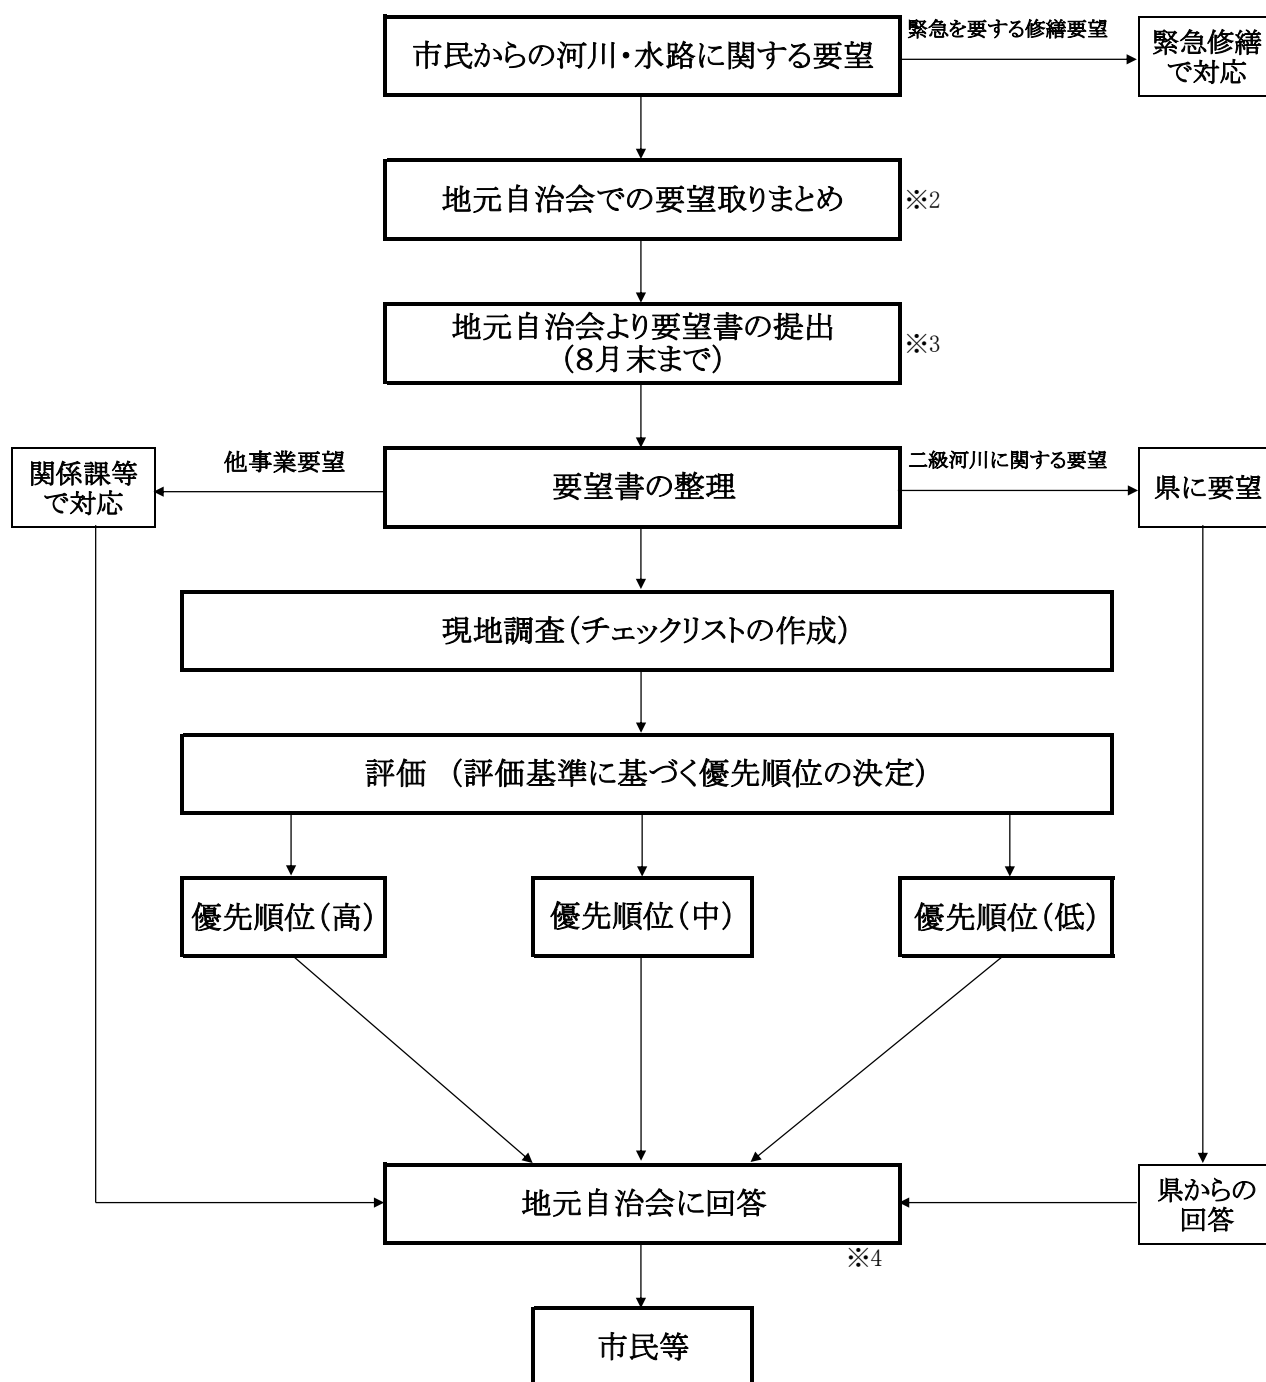 市民からの河川・水路に関する要望
緊急を要する修繕要望
緊急修繕
で対応
地元自治会での要望取りまとめ
※2
地元自治会より要望書の提出
(8月末まで)
※3
関係課等
で対応
他事業要望
要望書の整理
二級河川に関する要望
県に要望
現地調査(チェックリストの作成)
評価 (評価基準に基づく優先順位の決定)
優先順位(高)
優先順位(中)
優先順位(低)
地元自治会に回答
県からの
回答
※4
市民等